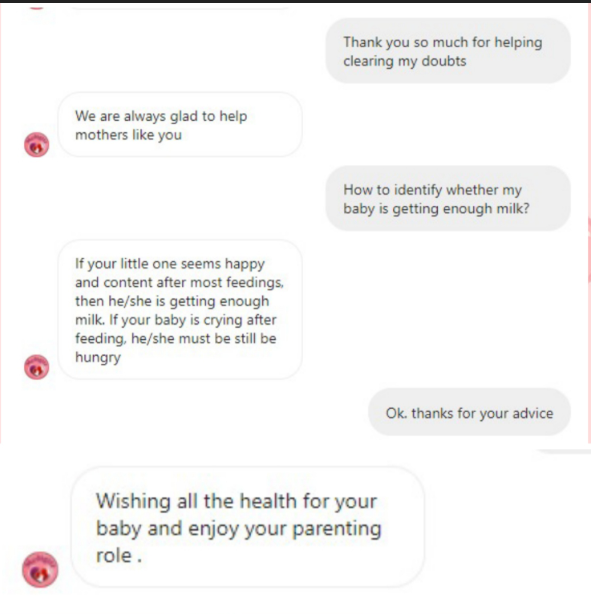 Thank you so much for helping
clearing my doubts
We are always glad to help
mothers like you
How to identify whether my
baby is getting enough milk?
If your little one seems happy
and content after most feedings,
then he/she is getting enough
milk. If your baby is crying after
feeding, he/she must be still be
hungry
Ok. thanks for your advice
Wishing all the health for your
baby and enjoy your parenting
role .